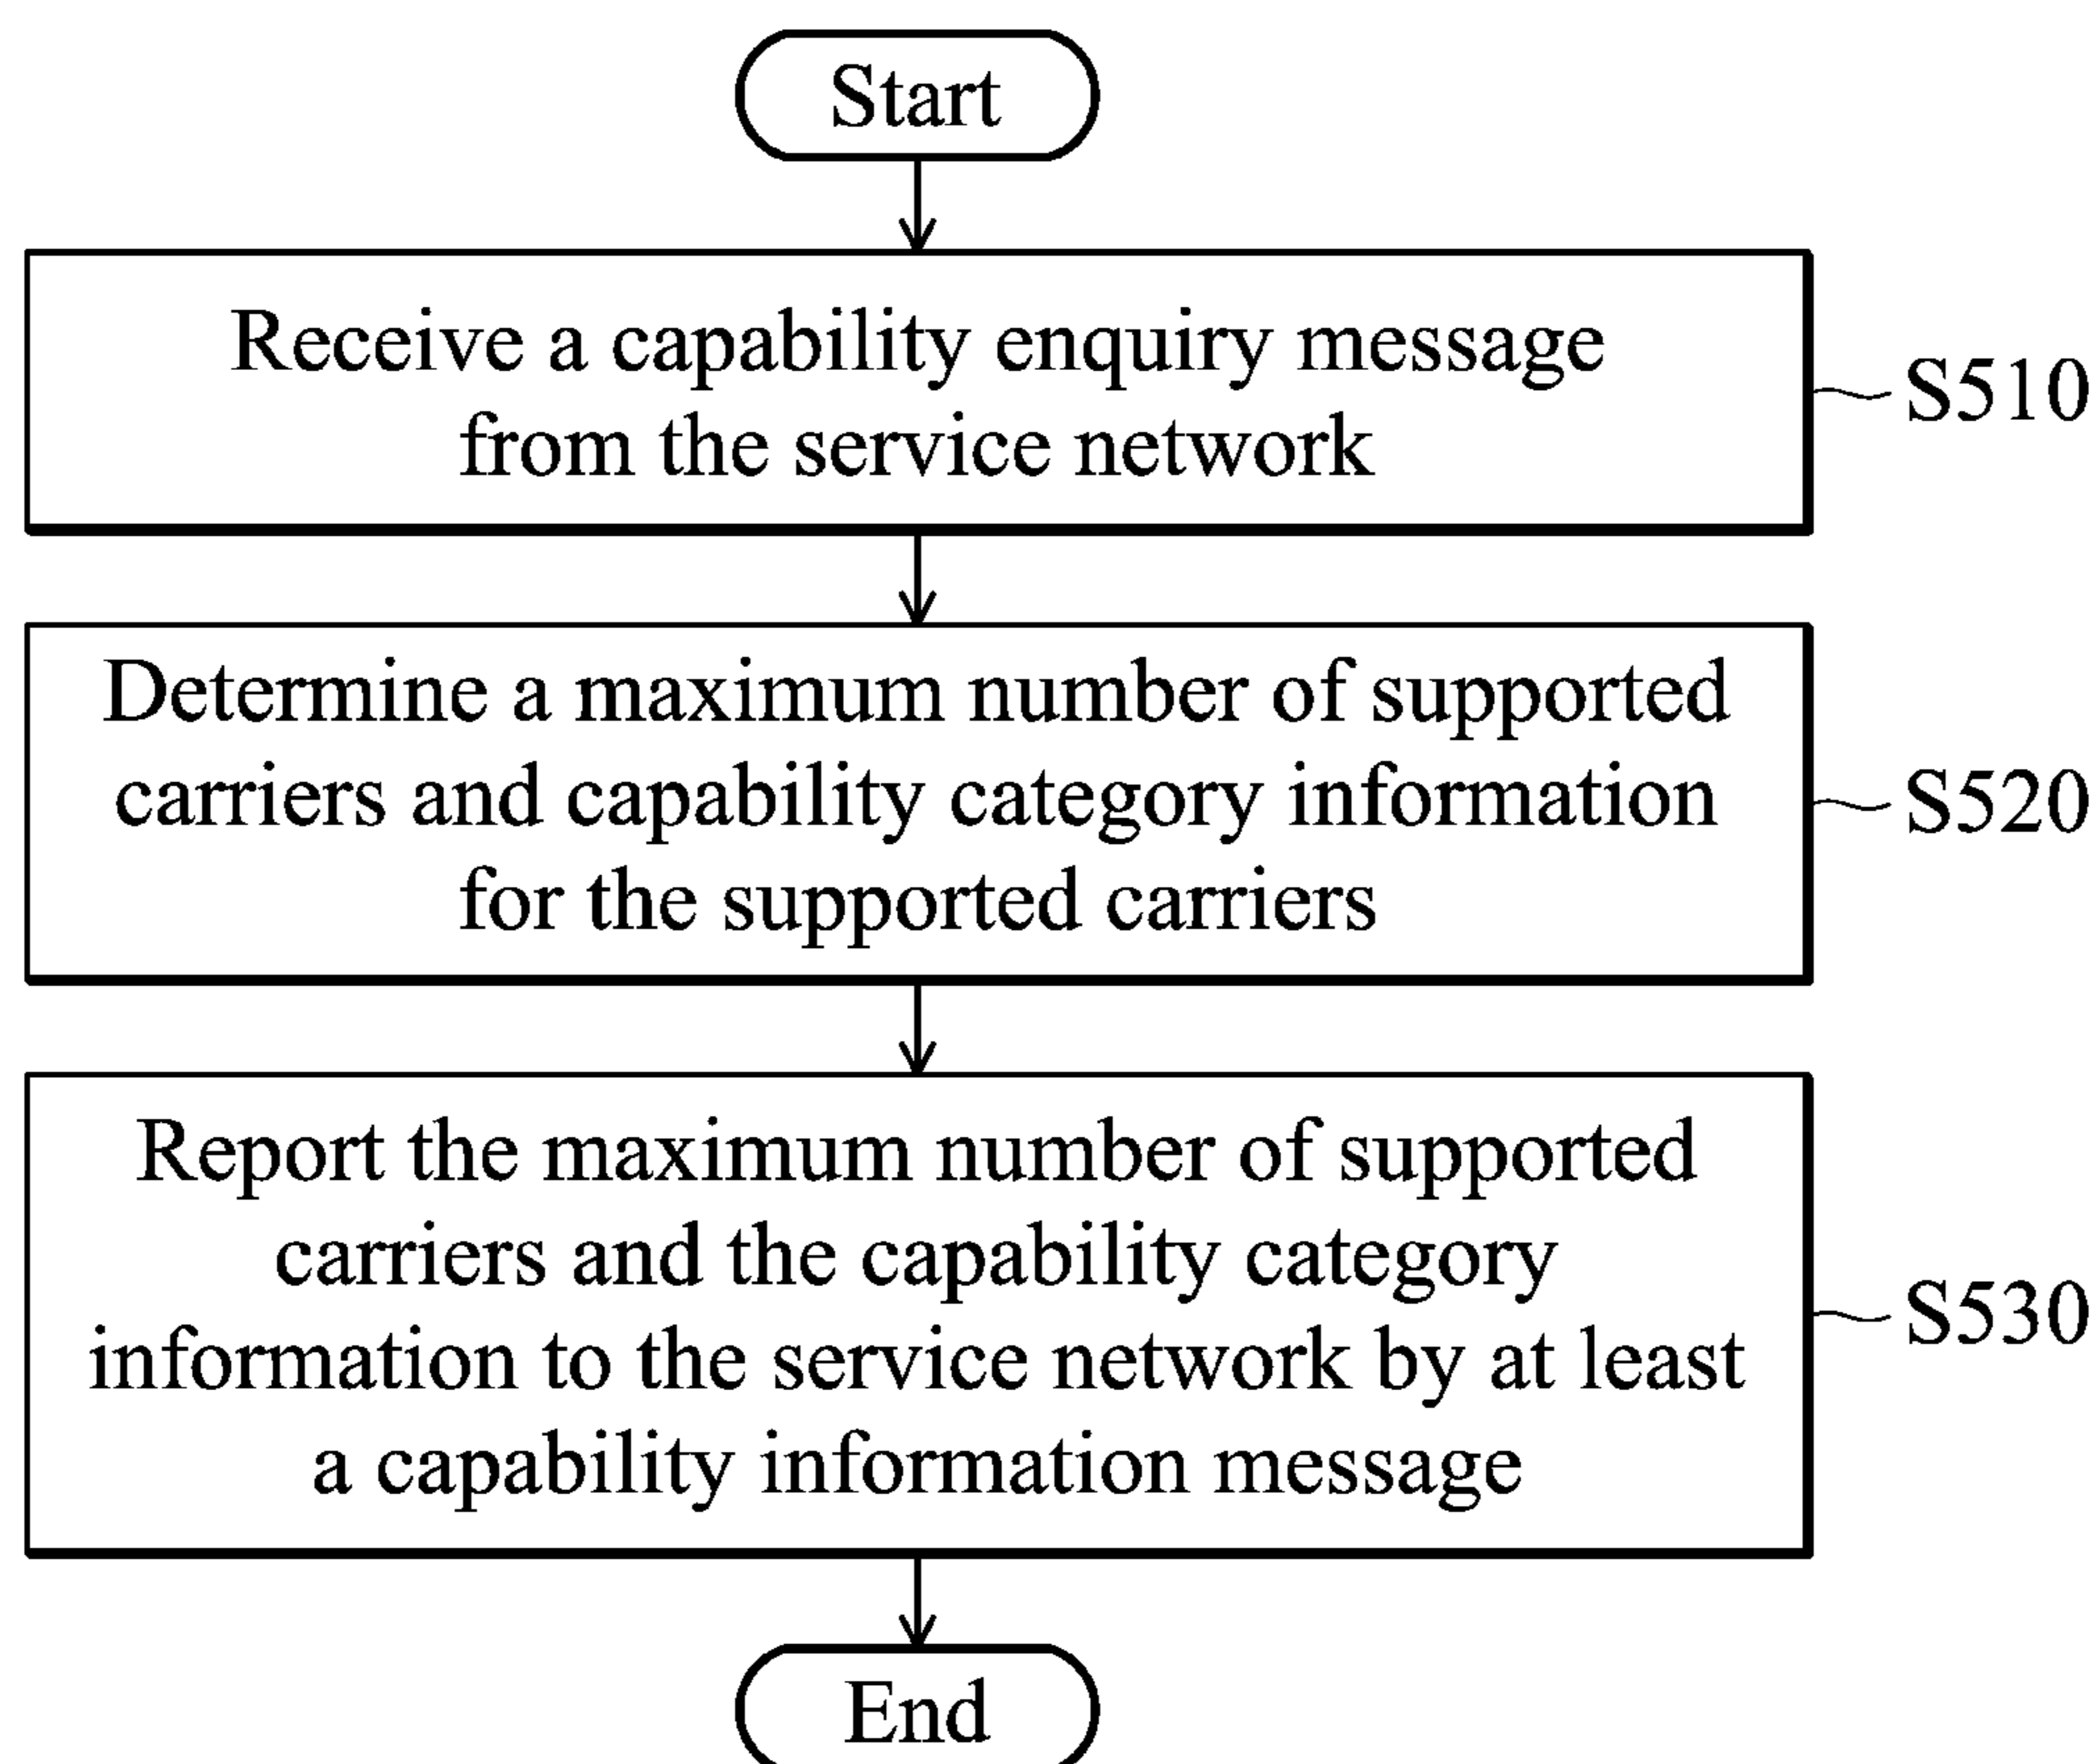 Start
Receive a capability enquiry message
from the service network
S510
Determine a maximum number of supported
carriers and capability category information
for the supported carriers
S520
Report the maximum number of supported
carriers and the capability category
information to the service network by at least
a capability information message
S530
End